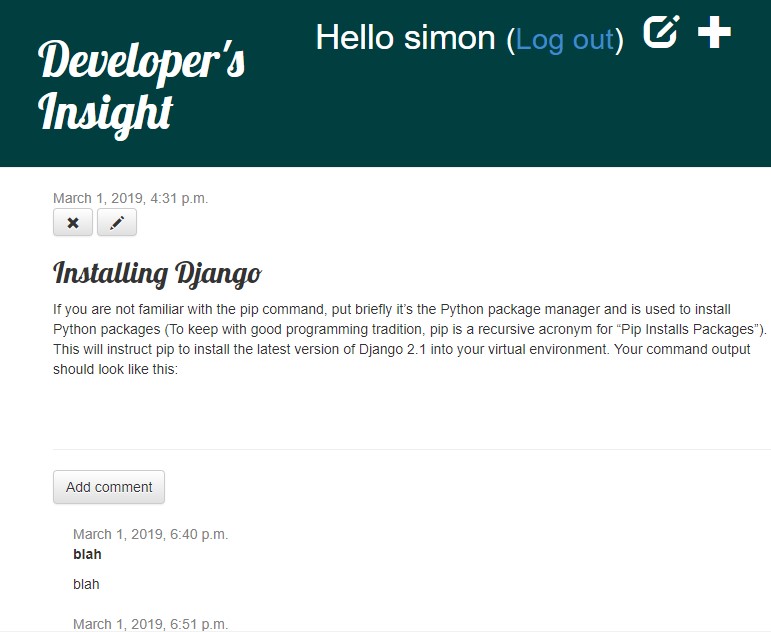 Developer's
Insight
Hello simon (Log out)
March 1, 2019, 4:31 p.m.
Installing Django
If you are not familiar with the pip command, put briefly it’s the Python package manager and is used to install
Python packages (To keep with good programming tradition, pip is a recursive acronym for “Pip Installs Packages”).
This will instruct pip to install the latest version of Django 2.1 into your virtual environment. Your command output
should look like this:
Add comment
March 1, 2019, 6:40 p.m.
blah
blah
March 1, 2019, 6:51 p.m.